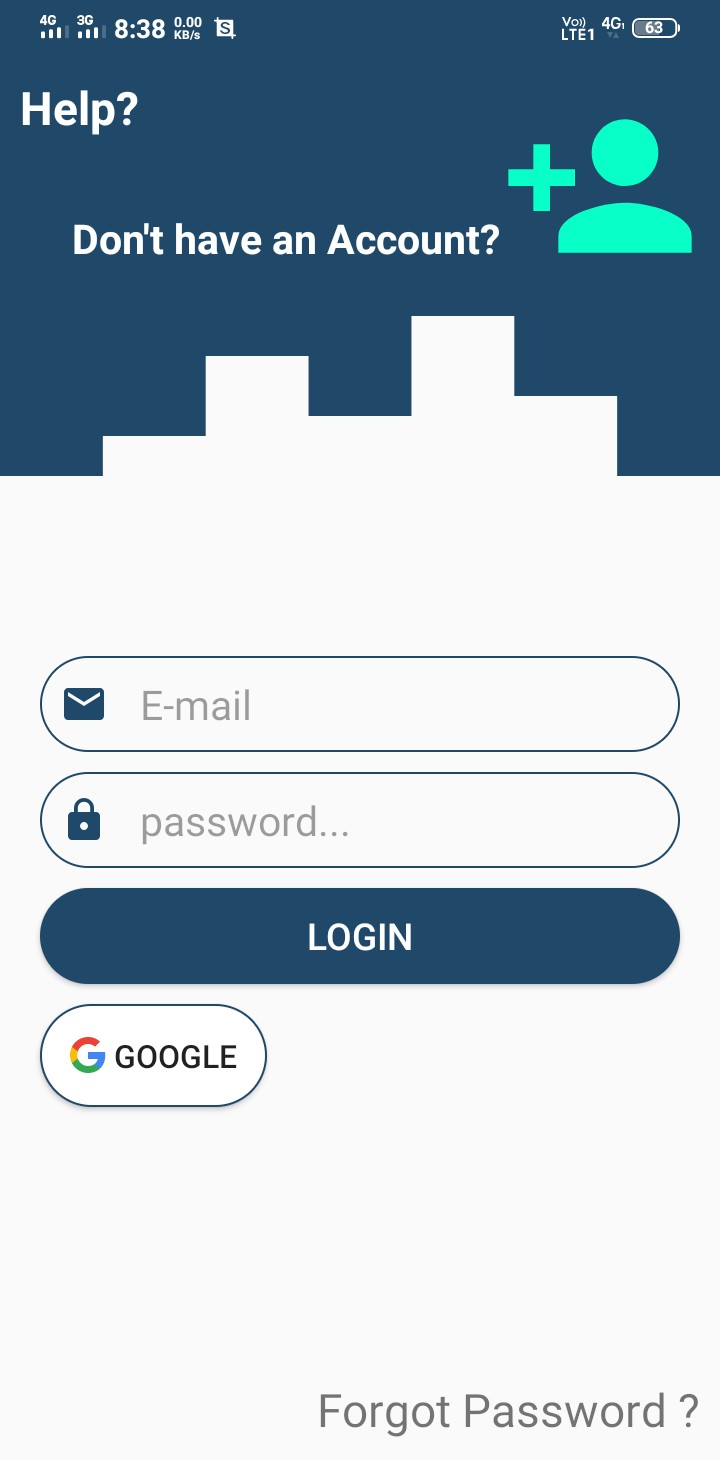 4G 3G 8:38 0.00 KB/s S Vo)) LTE1 4G1 63
Help?
Don't have an Account?
E-mail
password...
LOGIN
G GOOGLE
Forgot Password ?